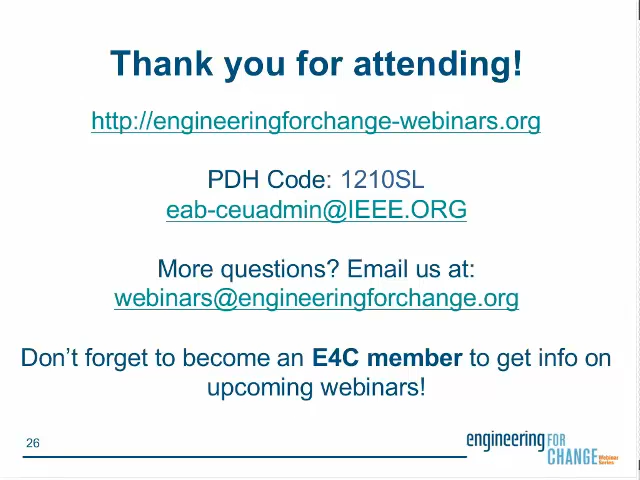 Thank you for attending!
http://engineeringforchange-webinars.org
PDH Code: 1210SL
eab-ceuadmin@IEEE.ORG
More questions? Email us at:
webinars@engineeringforchange.org
Don’t forget to become an E4C member to get info on
upcoming webinars!
26
engineering FOR
CHANGE Webinar
Series